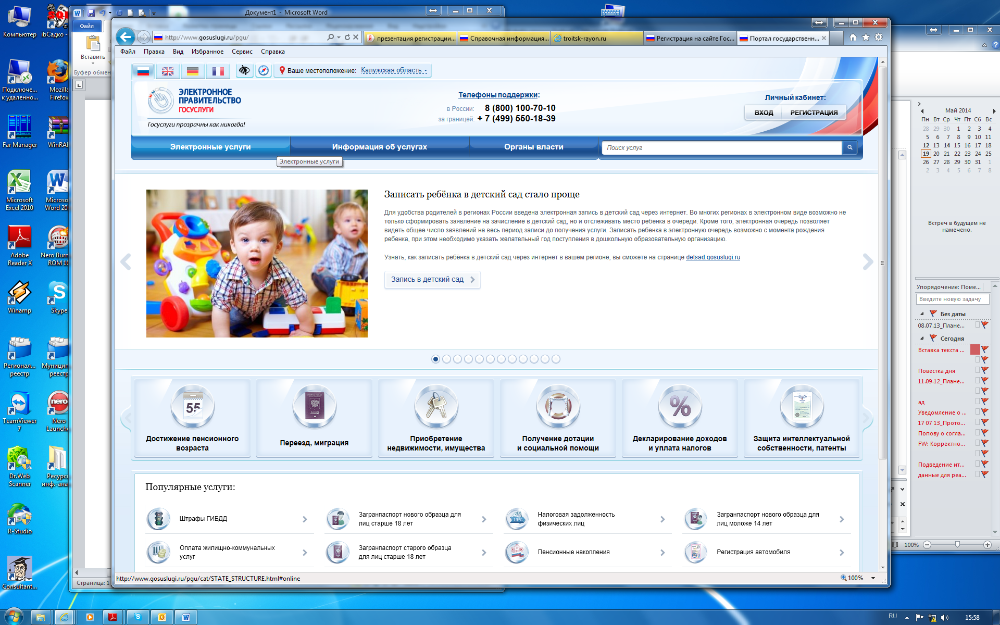 Документ1 - Microsoft Word
Файл
Вставить
Буфер обмен
http://www.gosuslugi.ru/pgu/
презентация регистрации...
Справочная информация...
troitsk-rayon.ru
Регистрация на сайте Гос...
Портал государственн...
Файл Правка Вид Избранное Сервис Справка
Ваше местоположение: Калужская область
ЭЛЕКТРОННОЕ
ПРАВИТЕЛЬСТВО
ГОСУСЛУГИ
Госуслуги прозрачны как никогда!
Телефоны поддержки:
в России: 8 (800) 100-70-10
за границей: + 7 (499) 550-18-39
Личный кабинет:
ВХОД РЕГИСТРАЦИЯ
Электронные услуги Информация об услугах Органы власти Поиск услуг
Электронные услуги
Записать ребёнка в детский сад стало проще
Для удобства родителей в регионах России введена электронная запись в детский сад через интернет. Во многих регионах в электронном виде возможно не
только сформировать заявление на зачисление в детский сад, но и отслеживать место ребенка в очереди. Кроме того, электронная очередь позволяет
видеть общее число заявлений на весь период записи до получения услуги. Записать ребенка в электронную очередь возможно с момента рождения
ребенка, при этом необходимо указать желательный год поступления в дошкольную образовательную организацию.
Узнать, как записать ребёнка в детский сад через интернет в вашем регионе, вы сможете на странице detsad.gosuslugi.ru
Запись в детский сад
55
Достижение пенсионного
возраста
Переезд, миграция
Приобретение
недвижимости, имущества
Получение дотации
и социальной помощи
%
Декларирование доходов
и уплата налогов
Защита интеллектуальной
собственности, патенты
Популярные услуги:
Штрафы ГИБДД
Загранпаспорт нового образца для
лиц старше 18 лет
13%
Налоговая задолженность
физических лиц
Загранпаспорт нового образца для
лиц моложе 14 лет
Оплата жилищно-коммунальных
услуг
Загранпаспорт старого образца
для лиц старше 18 лет
Пенсионные накопления
Регистрация автомобиля
http://www.gosuslugi.ru/pgu/cat/STATE_STRUCTURE.html#online
100%
Страница: 1
Компьютер
ibСадко -
Подключе...
к удаленно...
Mozilla
Firefox
Far Manager
WinRAR
Microsoft
Excel 2010
Microso
Word 20
Adobe
Reader X
Nero Burn
ROM 10
Winamp
Skype
Регионал...
реестр
Муницип
реестр
TeamViewer
7
Nero
Launche
Dr.Web
Scanner
Ресурсы
инф.-ана
R-Studio
Consultant...
Май 2014
Пн Вт Ср Чт Пт Сб Вс
28 29 30 1 2 3 4
5 6 7 8 9 10 11
12 13 14 15 16 17 18
19 20 21 22 23 24 25
26 27 28 29 30 31 1
2 3 4 5 6 7 8
Встреч в будущем не
намечено.
Упорядочение: Поме...
Введите новую задачу
Без даты
08.07.13_Плане...
Сегодня
Вставка текста ...
Повестка дня
11.09.12_Плане...
ад
Уведомление о ...
17 07 13_Прото...
Попову о согла...
FW: Корректно...
Подведение ит...
данные для реа...
100%
RU
15:58